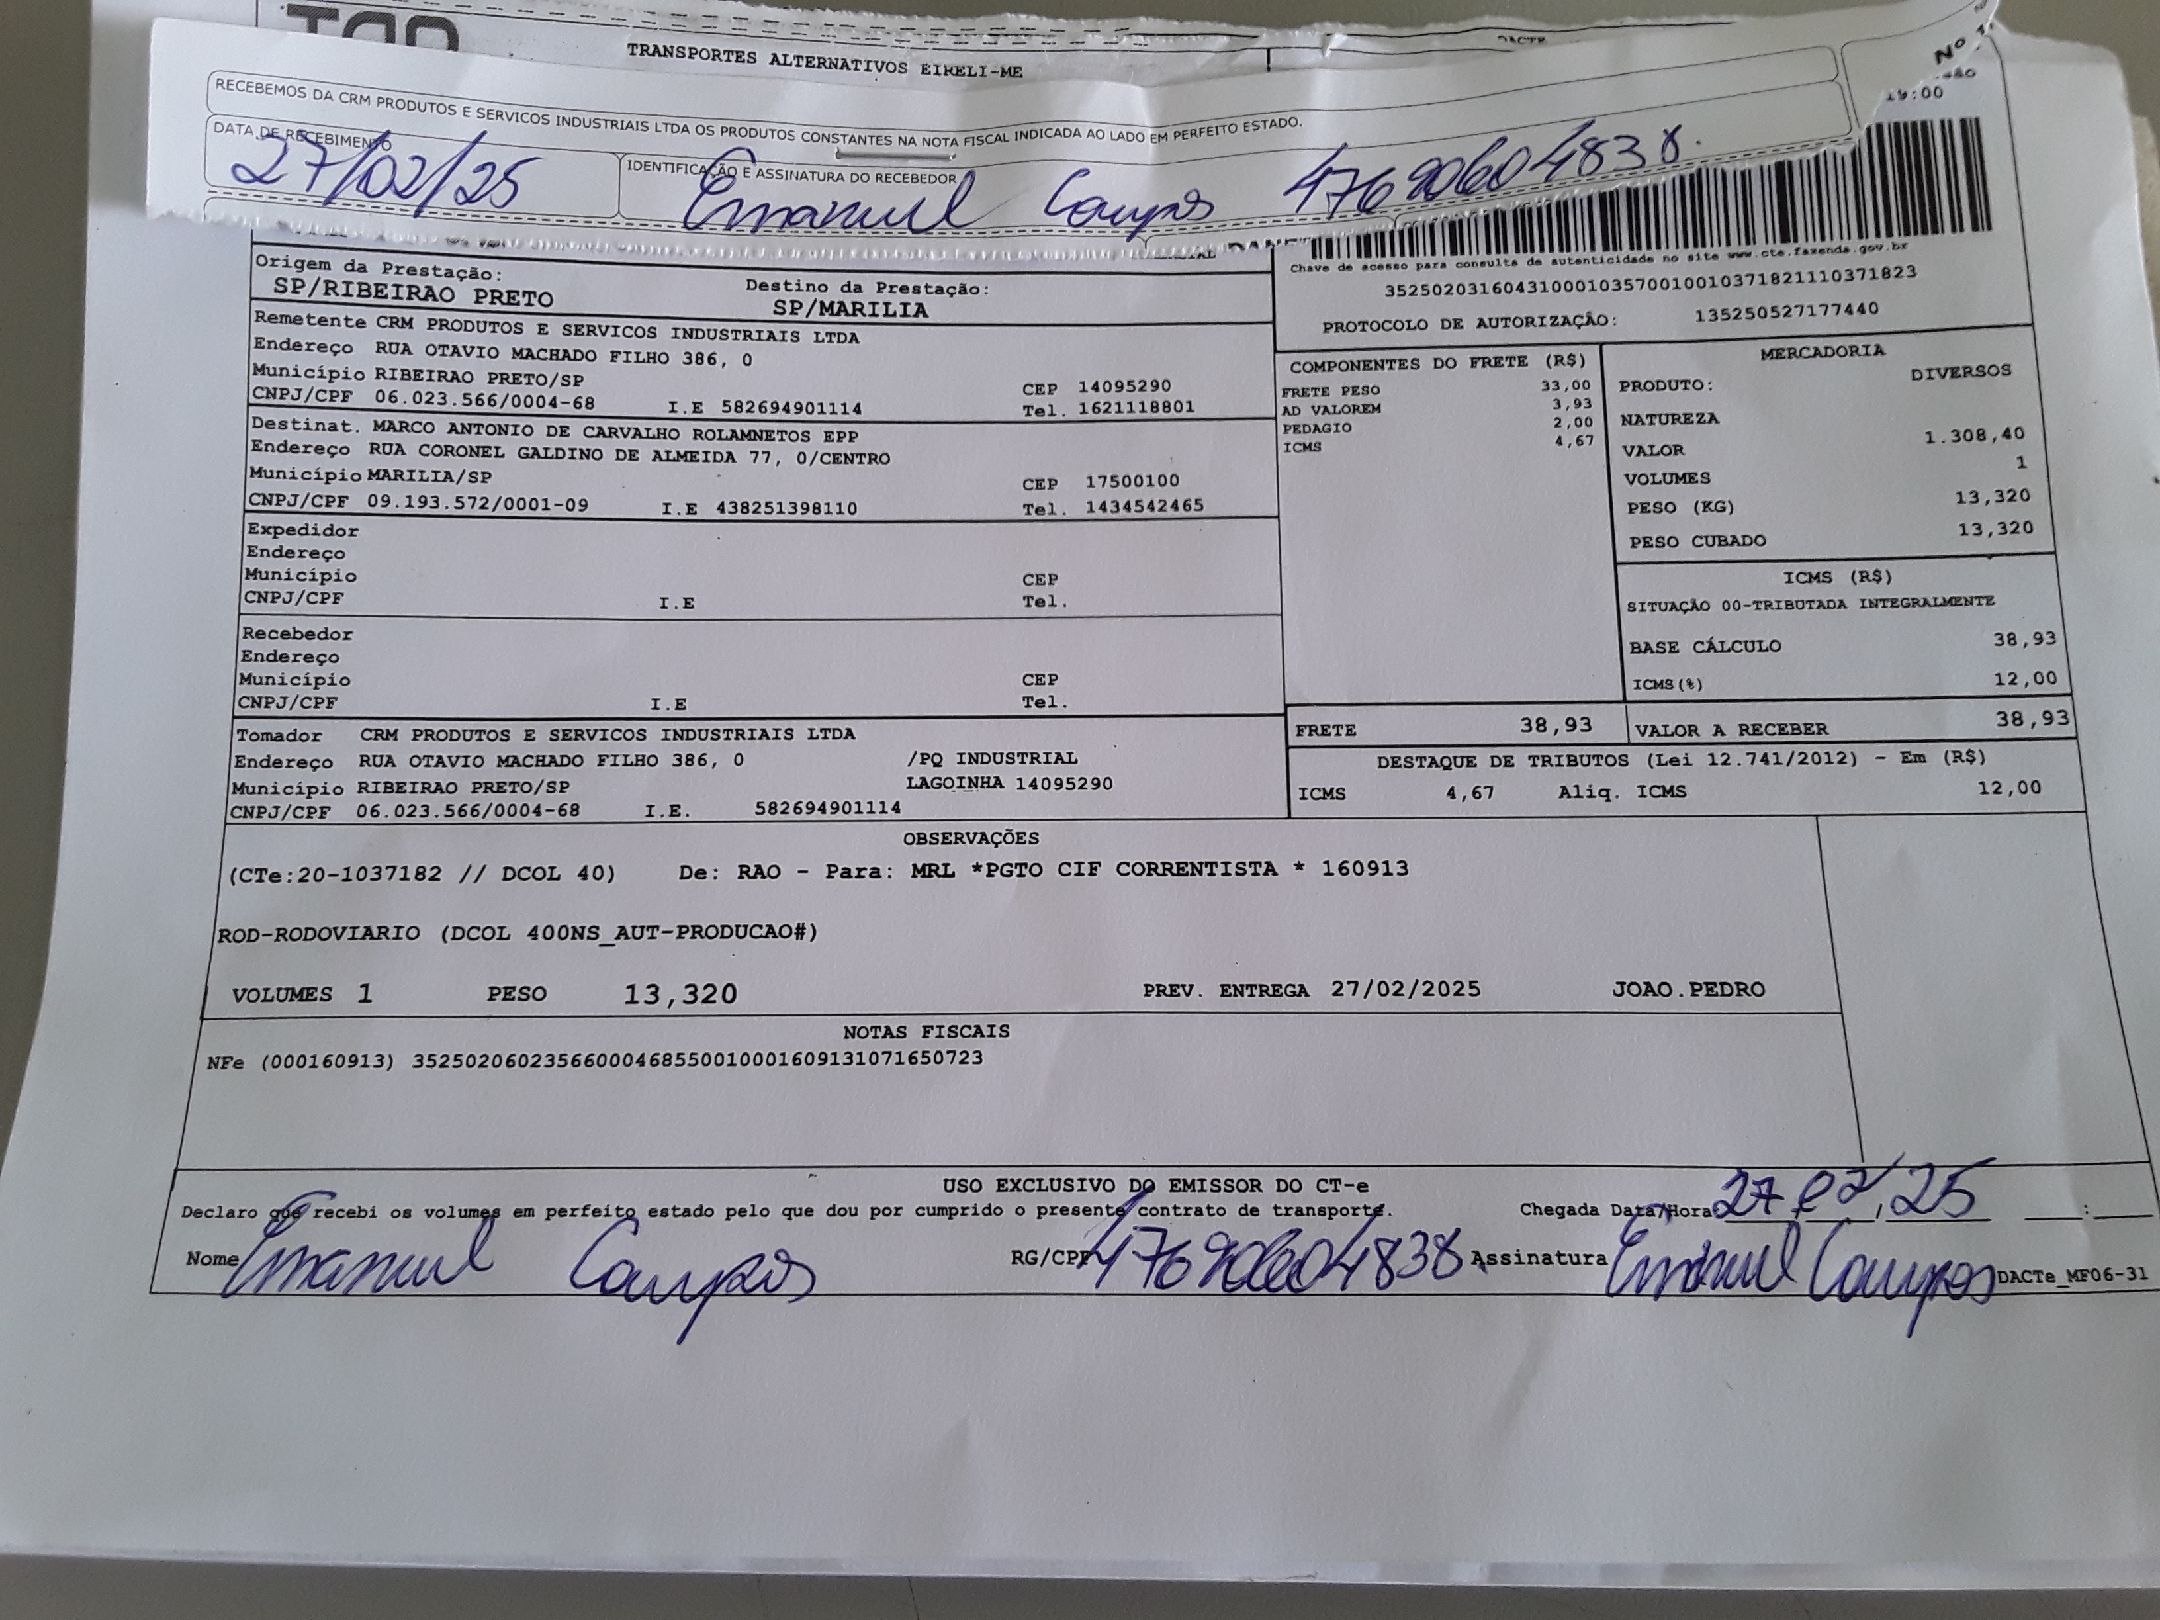 TRANSPORTES ALTERNATIVOS EIRELI-ME
DACTE
Nº 1
19:00
RECEBEMOS DA CRM PRODUTOS E SERVICOS INDUSTRIAIS LTDA OS PRODUTOS CONSTANTES NA NOTA FISCAL INDICADA AO LADO EM PERFEITO ESTADO.
DATA DE RECEBIMENTO
27/02/25
IDENTIFICAÇÃO E ASSINATURA DO RECEBEDOR
Emanuel Campos 47690604838.
Origem da Prestação:
SP/RIBEIRAO PRETO
Destino da Prestação:
SP/MARILIA
Chave de acesso para consulta de autenticidade no site www.cte.fazenda.gov.br
35250203160431000103570010010371821110371823
PROTOCOLO DE AUTORIZAÇÃO: 135250527177440
Remetente CRM PRODUTOS E SERVICOS INDUSTRIAIS LTDA
Endereço RUA OTAVIO MACHADO FILHO 386, 0
Município RIBEIRAO PRETO/SP CEP 14095290
CNPJ/CPF 06.023.566/0004-68 I.E 582694901114 Tel. 1621118801
Destinat. MARCO ANTONIO DE CARVALHO ROLAMNETOS EPP
Endereço RUA CORONEL GALDINO DE ALMEIDA 77, 0/CENTRO
Município MARILIA/SP CEP 17500100
CNPJ/CPF 09.193.572/0001-09 I.E 438251398110 Tel. 1434542465
Expedidor
Endereço
Município CEP
CNPJ/CPF I.E Tel.
Recebedor
Endereço
Município CEP
CNPJ/CPF I.E Tel.
Tomador CRM PRODUTOS E SERVICOS INDUSTRIAIS LTDA
Endereço RUA OTAVIO MACHADO FILHO 386, 0 /PQ INDUSTRIAL
Município RIBEIRAO PRETO/SP LAGOINHA 14095290
CNPJ/CPF 06.023.566/0004-68 I.E. 582694901114
COMPONENTES DO FRETE (R$)
FRETE PESO 33,00
AD VALOREM 3,93
PEDAGIO 2,00
ICMS 4,67
MERCADORIA
PRODUTO: DIVERSOS
NATUREZA
VALOR 1.308,40
VOLUMES 1
PESO (KG) 13,320
PESO CUBADO 13,320
ICMS (R$)
SITUAÇÃO 00-TRIBUTADA INTEGRALMENTE
BASE CÁLCULO 38,93
ICMS(%) 12,00
FRETE 38,93 VALOR A RECEBER 38,93
DESTAQUE DE TRIBUTOS (Lei 12.741/2012) - Em (R$)
ICMS 4,67 Aliq. ICMS 12,00
OBSERVAÇÕES
(CTe:20-1037182 // DCOL 40) De: RAO - Para: MRL *PGTO CIF CORRENTISTA * 160913
ROD-RODOVIARIO (DCOL 400NS_AUT-PRODUCAO#)
VOLUMES 1 PESO 13,320 PREV. ENTREGA 27/02/2025 JOAO.PEDRO
NOTAS FISCAIS
NFe (000160913) 35250206023566000468550010001609131071650723
USO EXCLUSIVO DO EMISSOR DO CT-e
Declaro que recebi os volumes em perfeito estado pelo que dou por cumprido o presente contrato de transporte. Chegada Data/Hora 27/02/25 :
Nome Emanuel Campos RG/CPF 47690604838 Assinatura Emanuel Campos DACTe_MF06-31